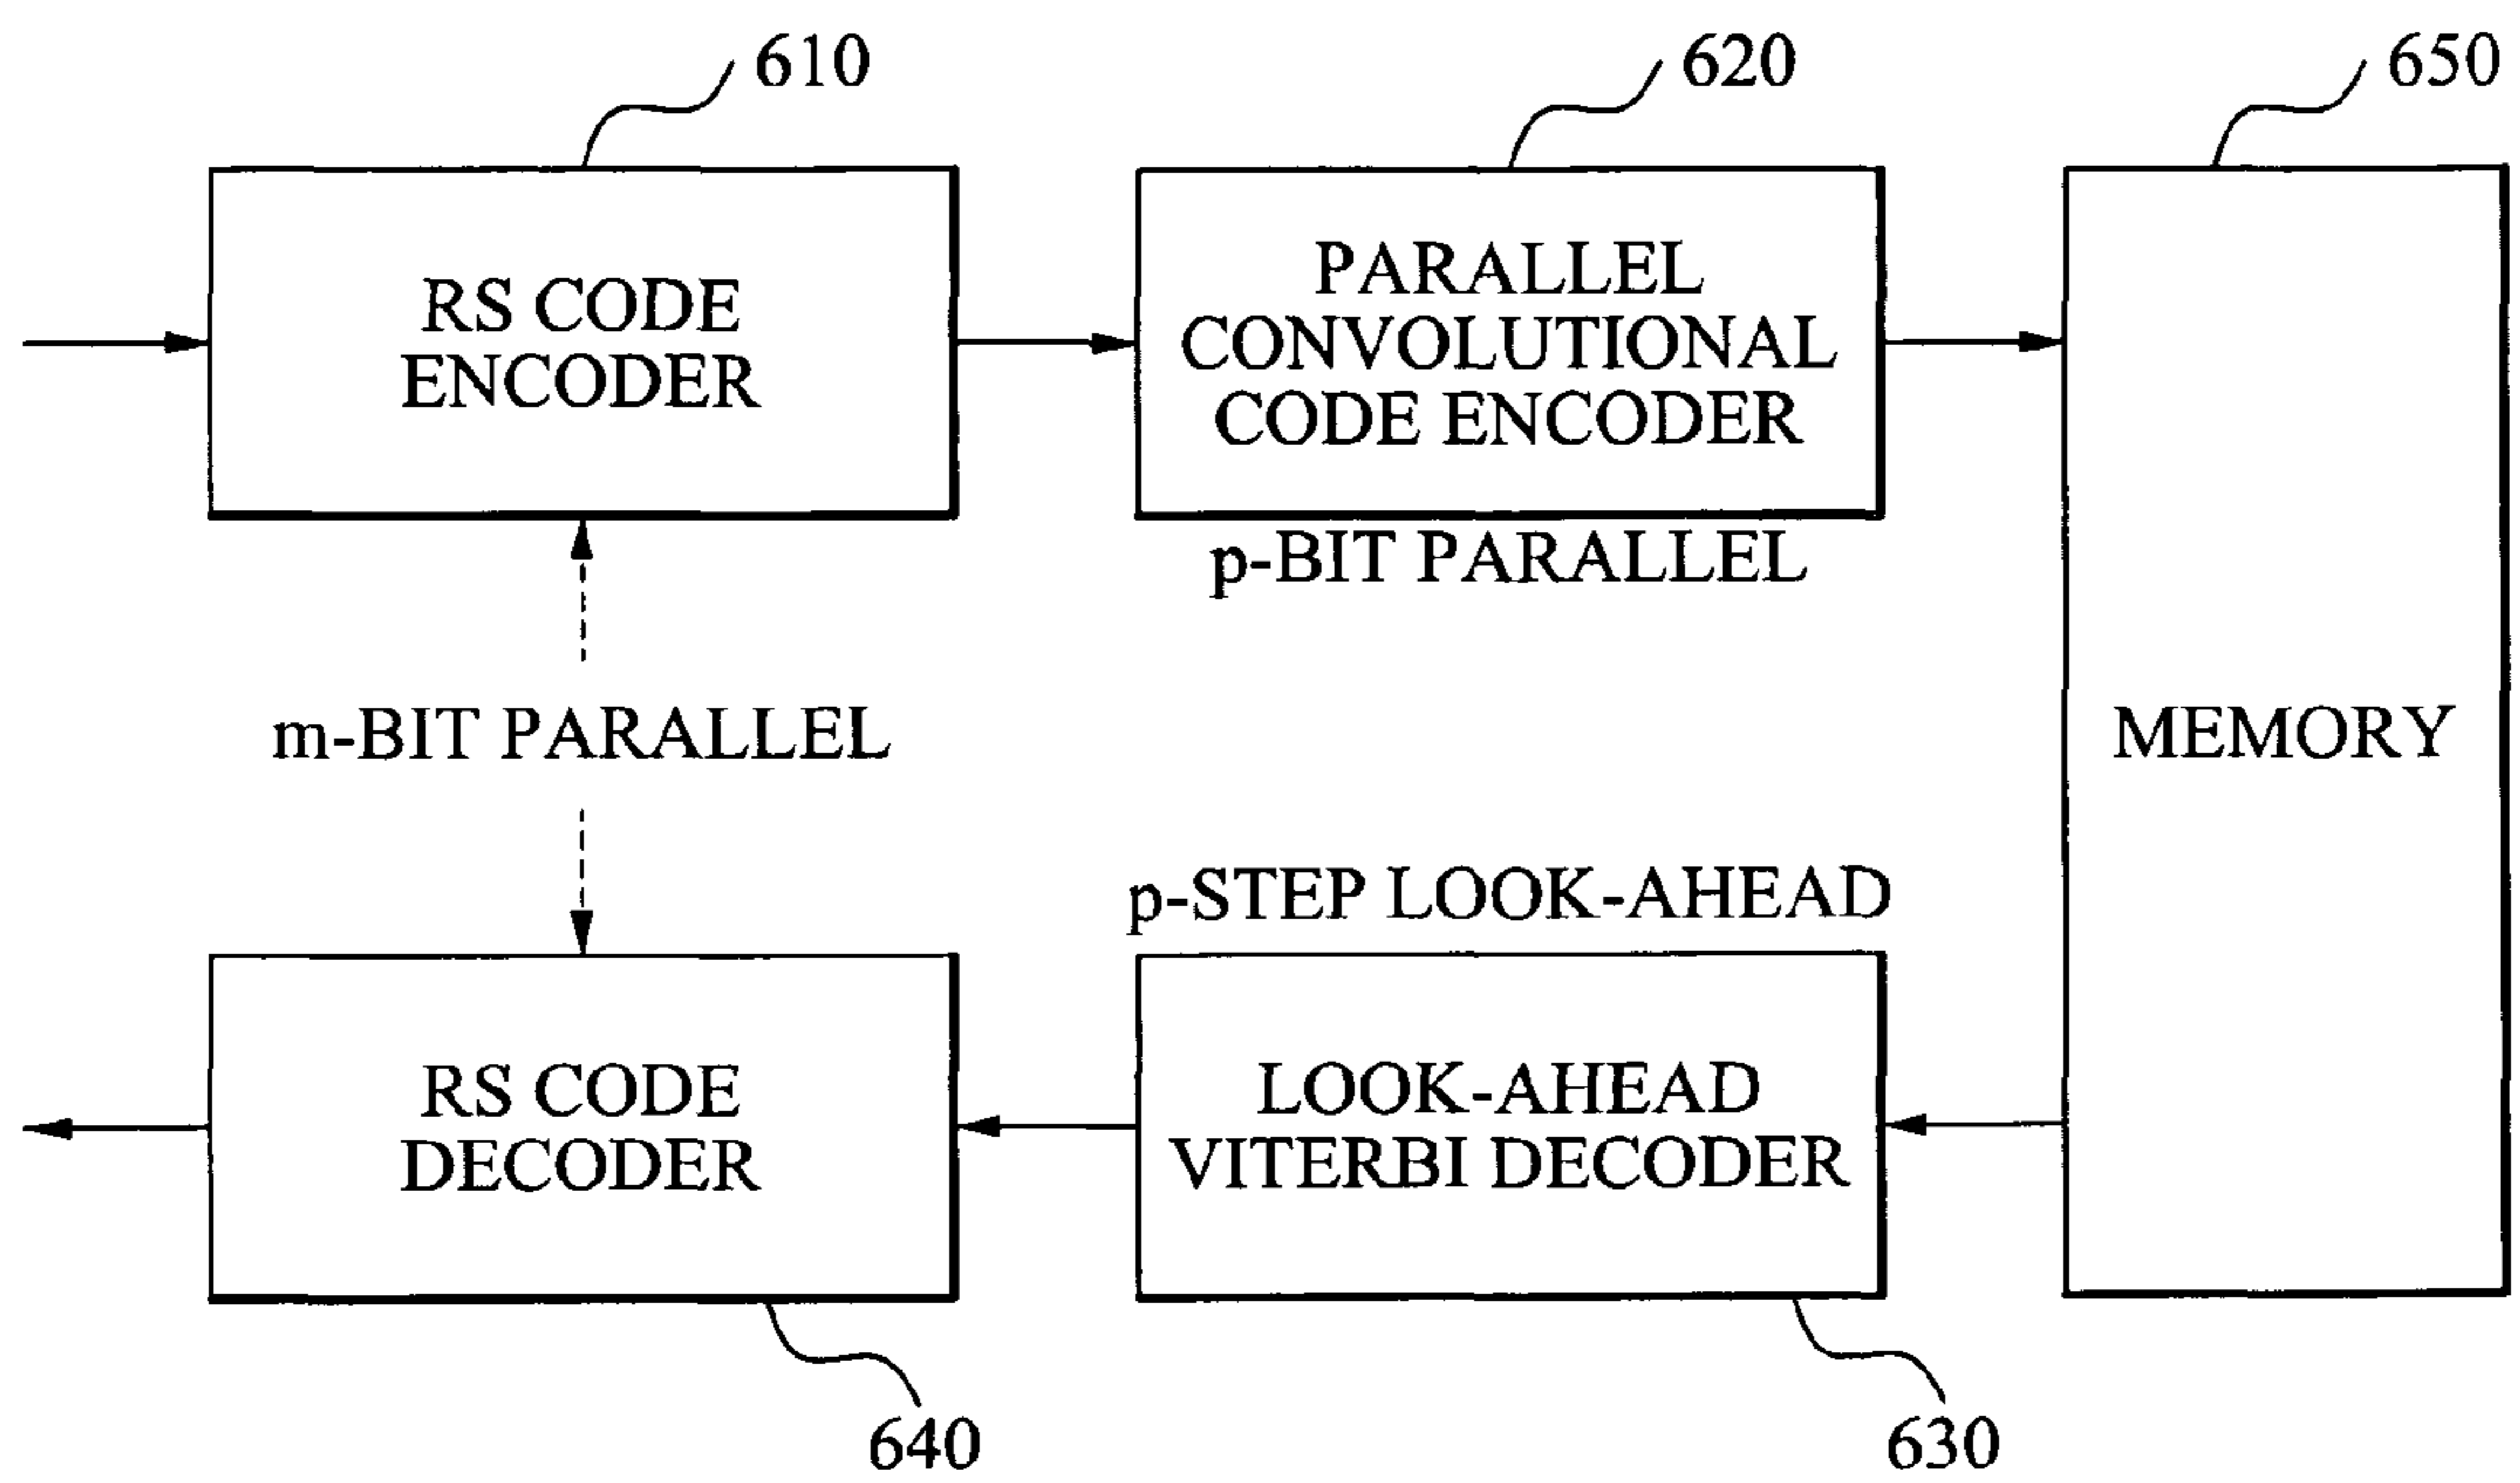 610
620
650
RS CODE
ENCODER
PARALLEL
CONVOLUTIONAL
CODE ENCODER
p-BIT PARALLEL
m-BIT PARALLEL
MEMORY
p-STEP LOOK-AHEAD
RS CODE
DECODER
LOOK-AHEAD
VITERBI DECODER
640
630